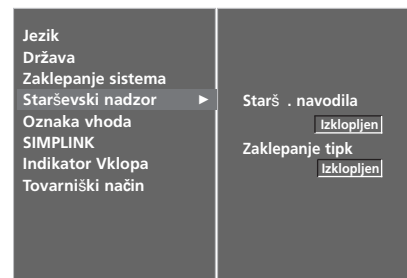 Jezik
Država
Zaklepanje sistema
Starševski nadzor ►
Oznaka vhoda
SIMPLINK
Indikator Vklopa
Tovarniški način
Starš . navodila
Izklopljen
Zaklepanje tipk
Izklopljen